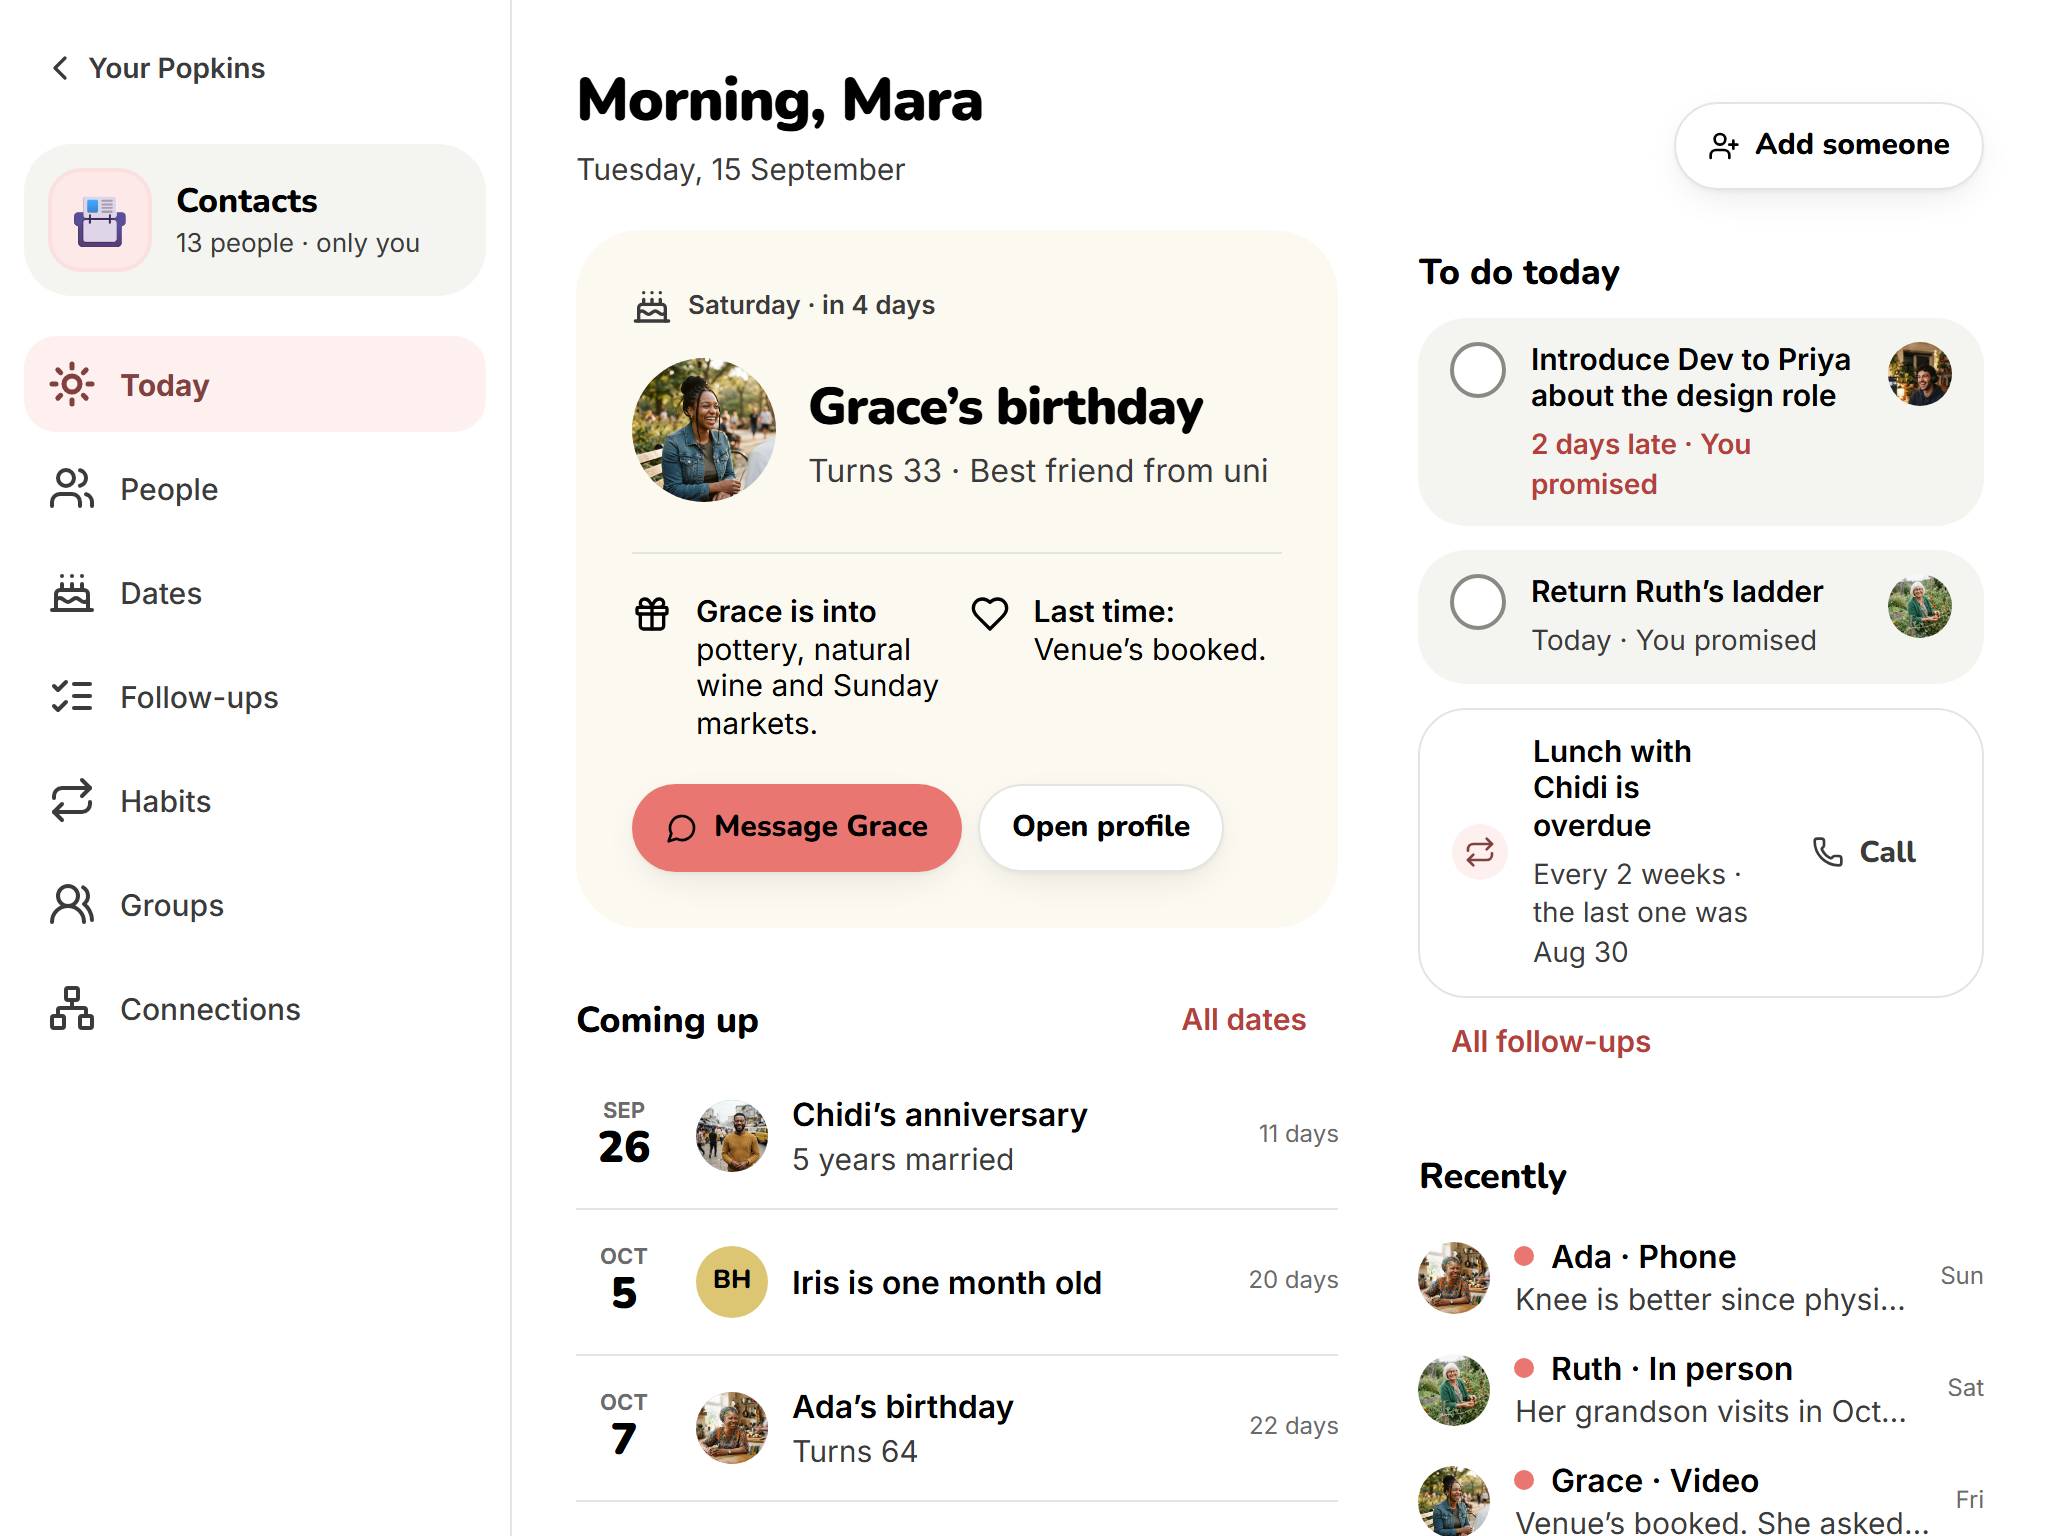 Your Popkins
Contacts
13 people · only you
Today
People
Dates
Follow-ups
Habits
Groups
Connections
Morning, Mara
Tuesday, 15 September
Add someone
Saturday · in 4 days
Grace’s birthday
Turns 33 · Best friend from uni
Grace is into
pottery, natural
wine and Sunday
markets.
Last time:
Venue’s booked.
Message Grace
Open profile
Coming up
All dates
SEP
26
Chidi’s anniversary
5 years married
11 days
OCT
5
BH
Iris is one month old
20 days
OCT
7
Ada’s birthday
Turns 64
22 days
To do today
Introduce Dev to Priya
about the design role
2 days late · You
promised
Return Ruth’s ladder
Today · You promised
Lunch with
Chidi is
overdue
Every 2 weeks ·
the last one was
Aug 30
Call
All follow-ups
Recently
Ada · Phone
Knee is better since physi...
Sun
Ruth · In person
Her grandson visits in Oct...
Sat
Grace · Video
Venue’s booked. She asked...
Fri